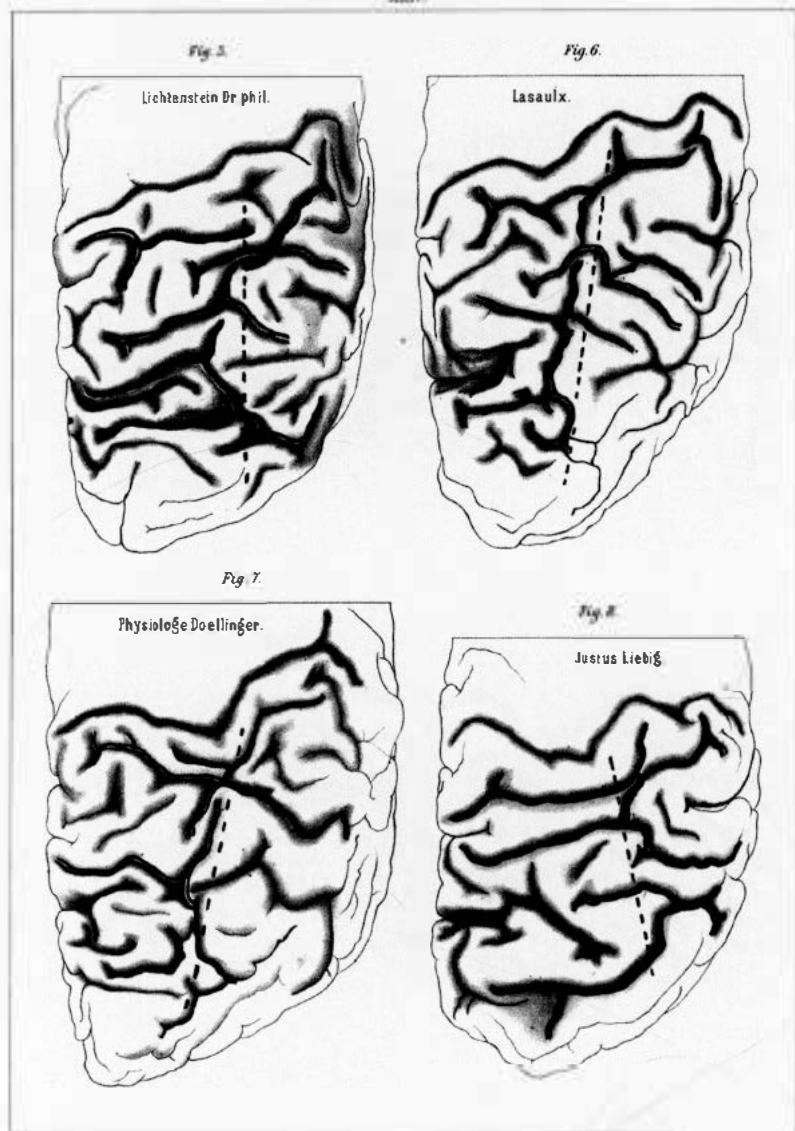 Fig. 5.
Fig. 6.
Lichtenstein Dr phil.
Lasaulx.
Fig. 7.
Fig. 8.
Physiologe Doellinger.
Justus Liebig